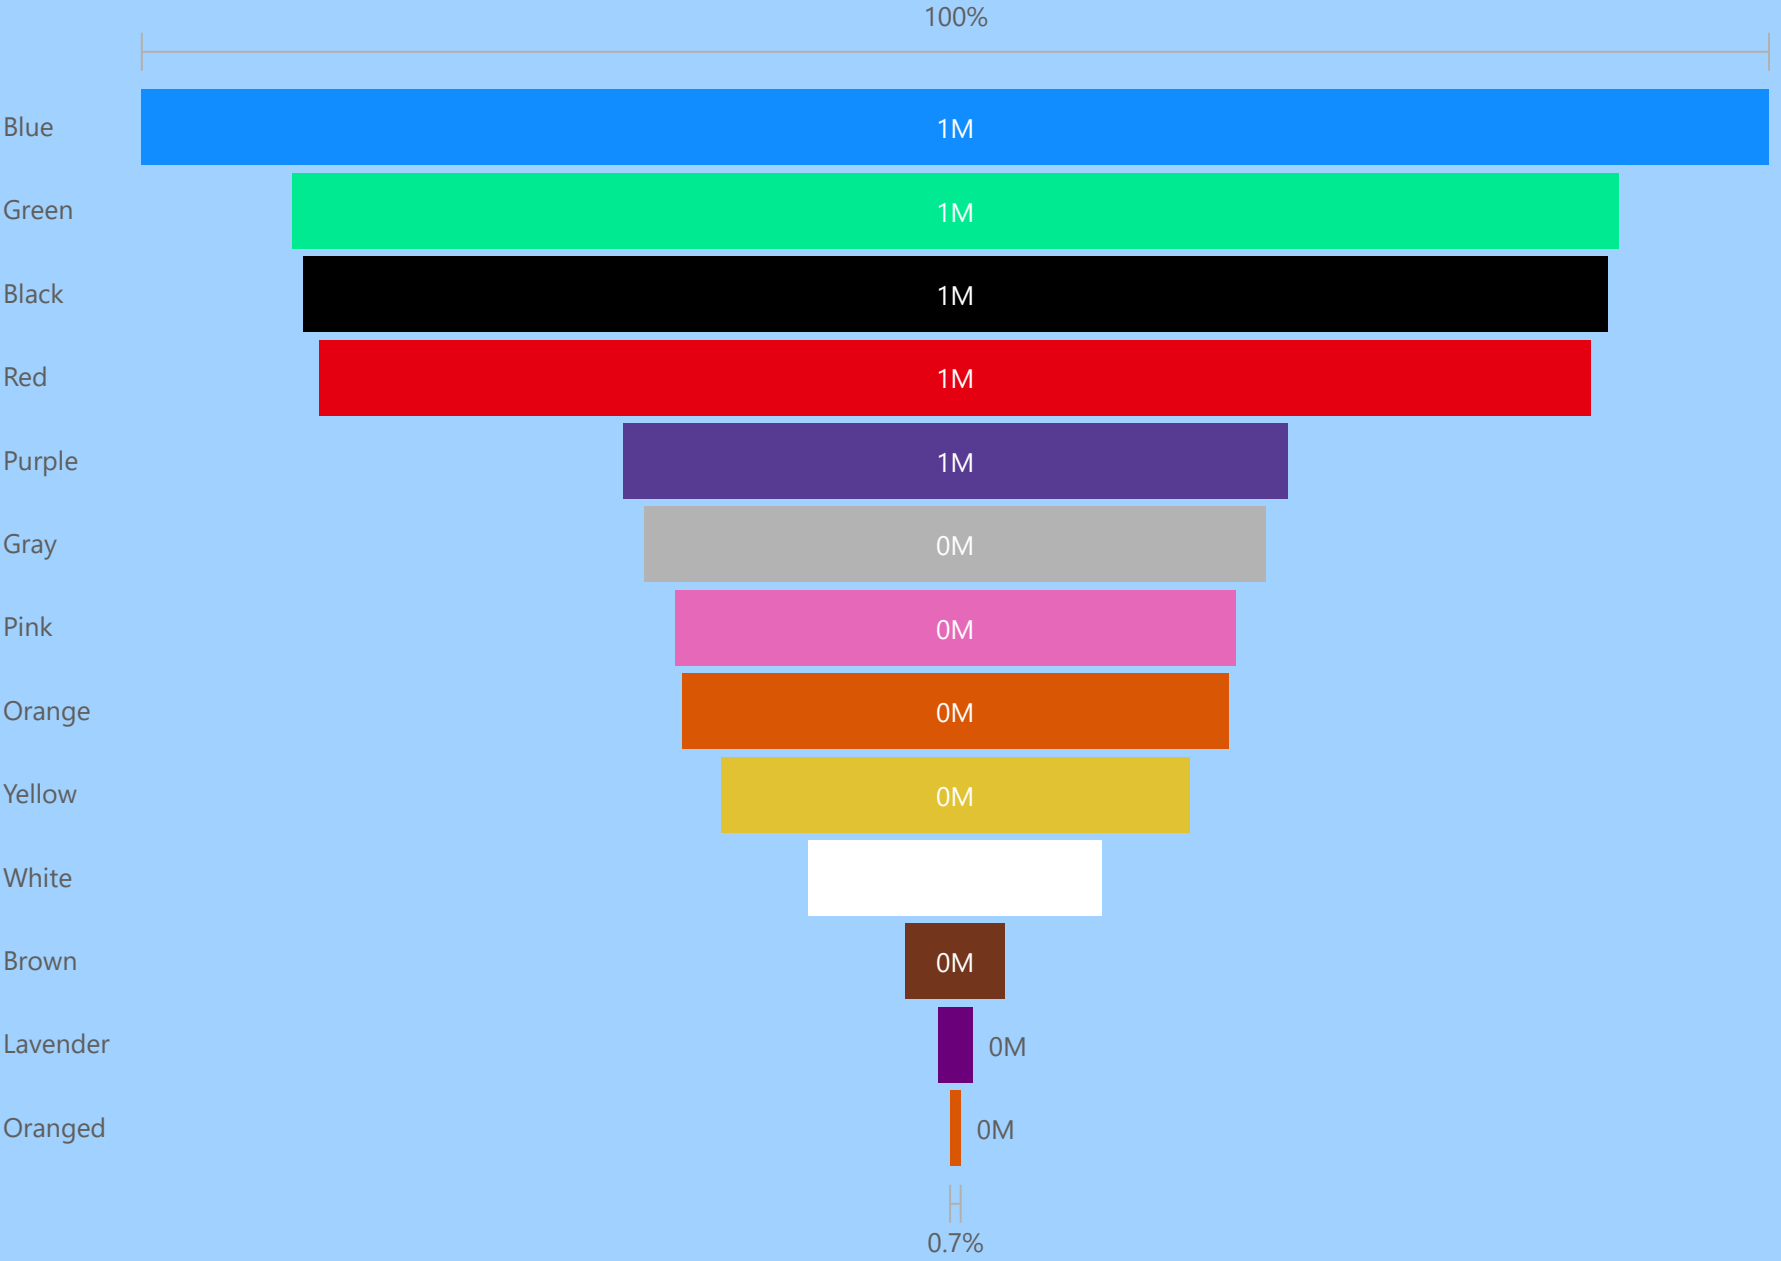 100%
Blue 1M
Green 1M
Black 1M
Red 1M
Purple 1M
Gray 0M
Pink 0M
Orange 0M
Yellow 0M
White
Brown 0M
Lavender 0M
Oranged 0M
0.7%